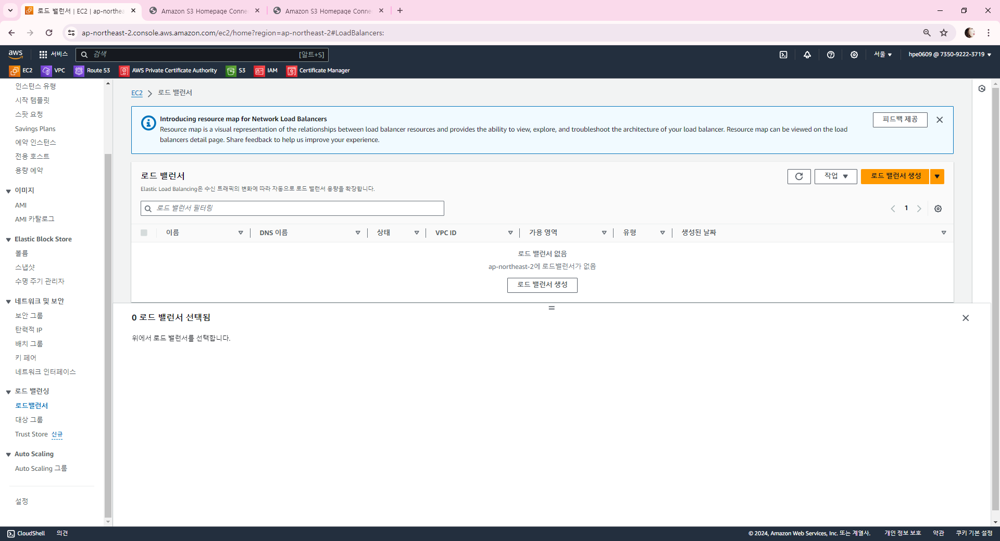 로드 밸런서 | EC2 | ap-northea
Amazon S3 Homepage Conne
Amazon S3 Homepage Conne
ap-northeast-2.console.aws.amazon.com/ec2/home?region=ap-northeast-2#LoadBalancers:
aws
서비스
검색
[알트+S]
서울
hpe0609 @ 7350-9222-3719
EC2
VPC
Route 53
AWS Private Certificate Authority
S3
IAM
Certificate Manager
인스턴스 유형
시작 템플릿
스팟 요청
Savings Plans
예약 인스턴스
전용 호스트
용량 예약
이미지
AMI
AMI 카탈로그
Elastic Block Store
볼륨
스냅샷
수명 주기 관리자
네트워크 및 보안
보안 그룹
탄력적 IP
배치 그룹
키 페어
네트워크 인터페이스
로드 밸런싱
로드밸런서
대상 그룹
Trust Store 신규
Auto Scaling
Auto Scaling 그룹
설정
EC2
로드 밸런서
Introducing resource map for Network Load Balancers
Resource map is a visual representation of the relationships between load balancer resources and provides the ability to view, explore, and troubleshoot the architecture of your load balancer. Resource map can be viewed on the load
balancers detail page. Share feedback to help us improve your experience.
피드백 제공
로드 밸런서
Elastic Load Balancing은 수신 트래픽의 변화에 따라 자동으로 로드 밸런서 용량을 확장합니다.
작업
로드 밸런서 생성
로드 밸런서 필터링
1
이름
DNS 이름
상태
VPC ID
가용 영역
유형
생성된 날짜
로드 밸런서 없음
ap-northeast-2에 로드밸런서가 없음
로드 밸런서 생성
0 로드 밸런서 선택됨
위에서 로드 밸런서를 선택합니다.
CloudShell
의견
© 2024, Amazon Web Services, Inc. 또는 계열사.
개인 정보 보호
약관
쿠키 기본 설정